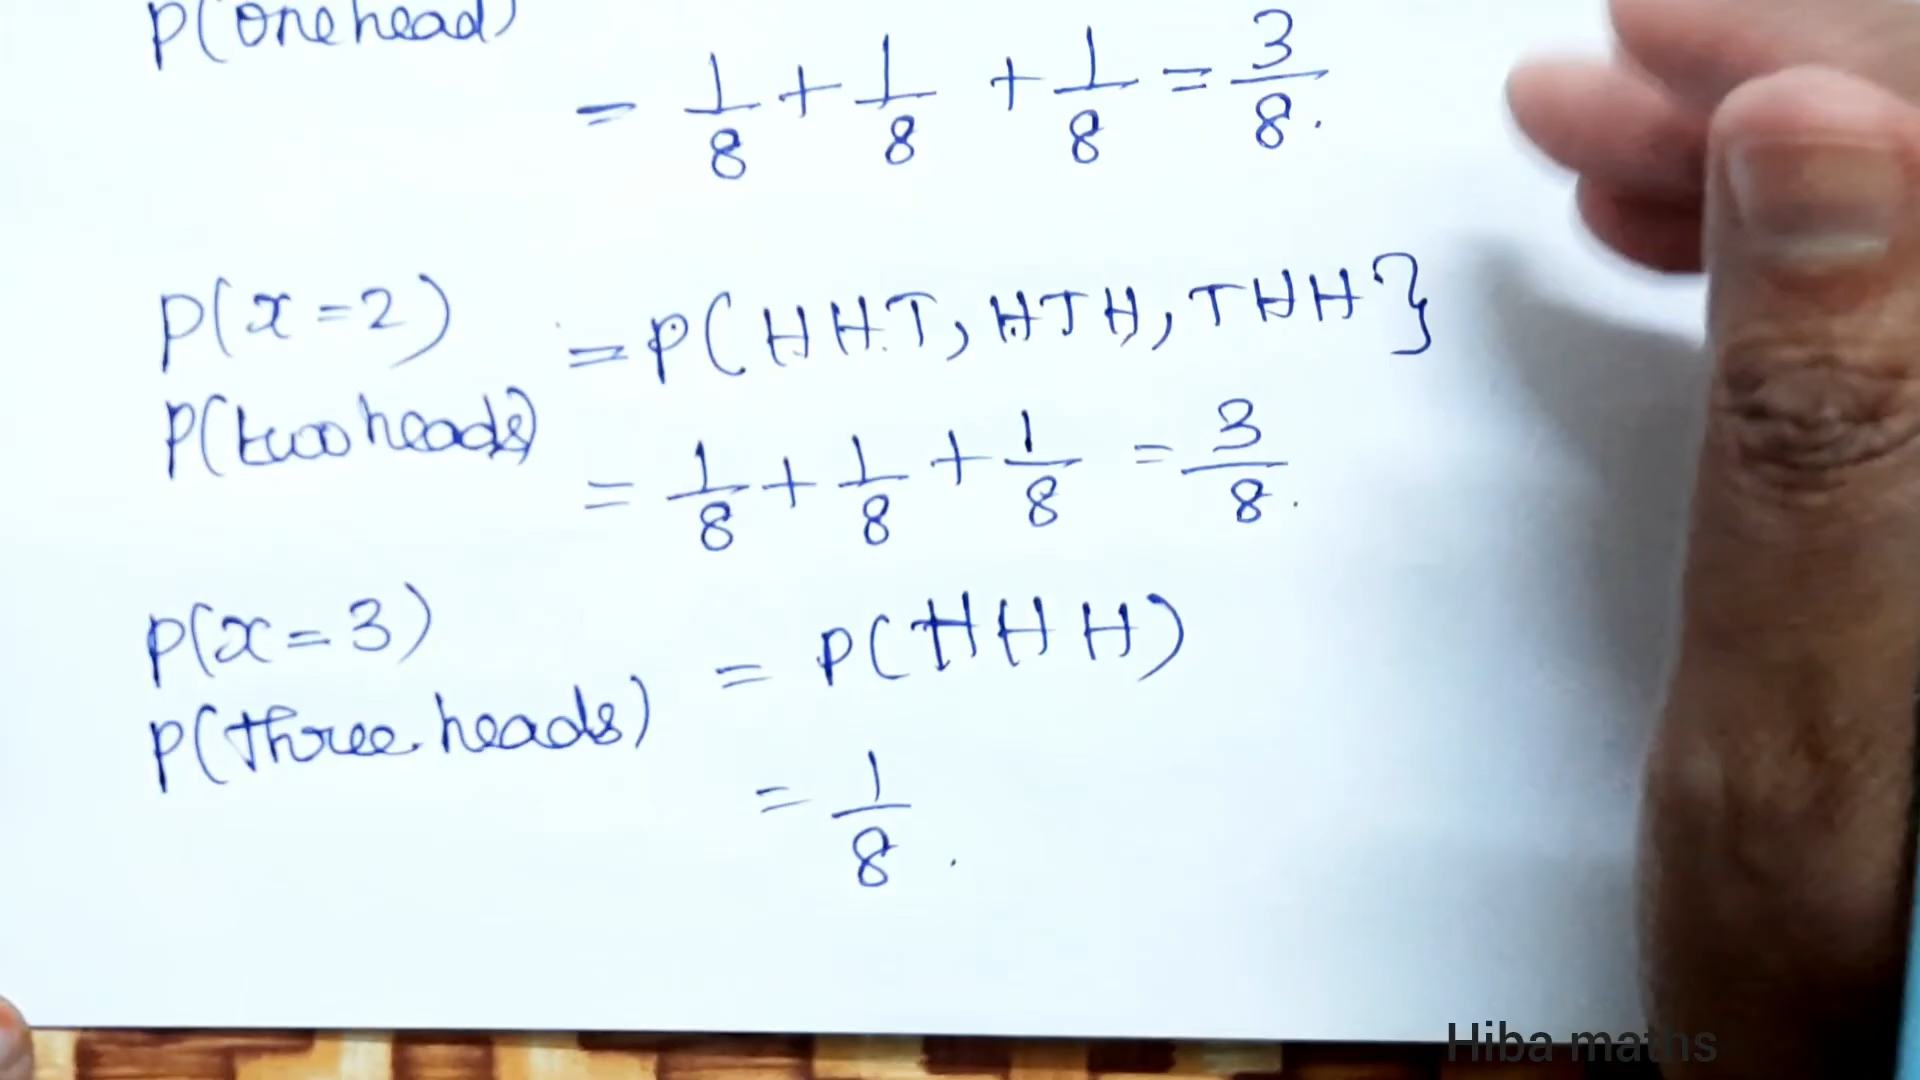 P(one head)
= 1/8 + 1/8 + 1/8 = 3/8.
P(x=2) = P(HHT, HTH, THH}
P(two heads)
= 1/8 + 1/8 + 1/8 = 3/8.
P(x=3) = P(HHH)
P(three heads)
= 1/8.
Hiba maths